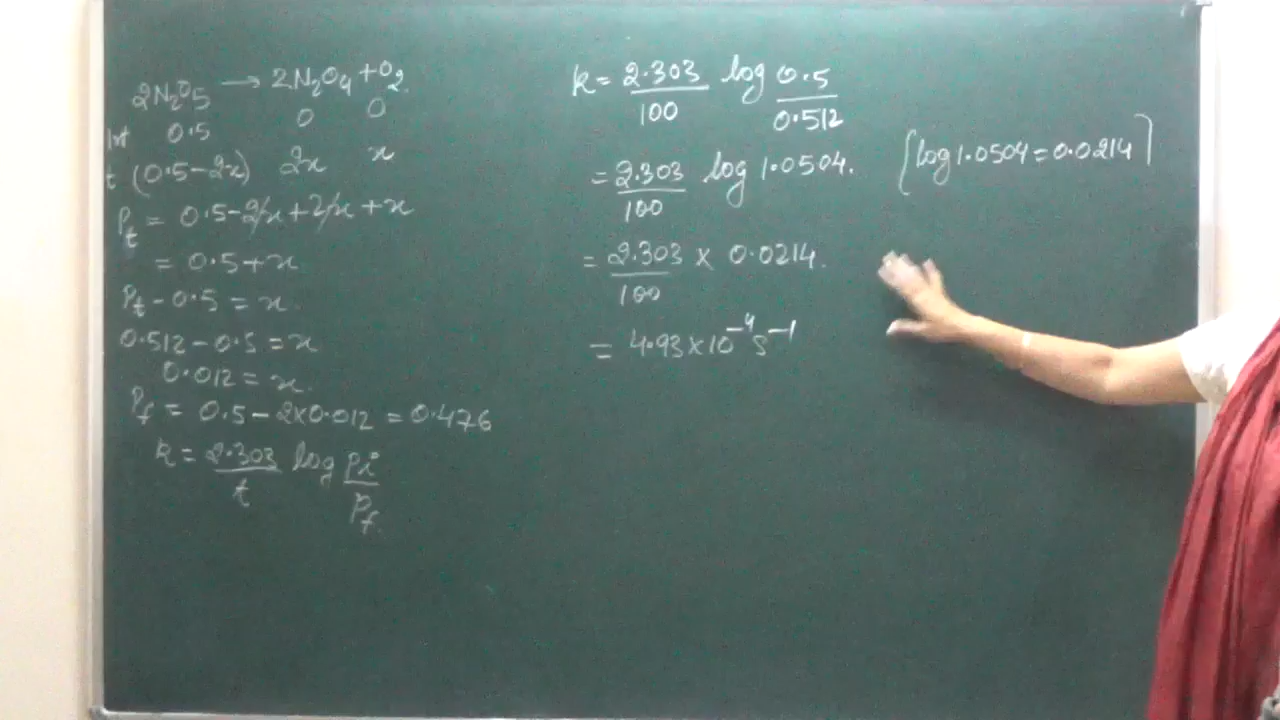 2N₂O₅ → 2N₂O₄ + O₂.
Int 0.5 0 0
t (0.5-2x) 2x x
Pt = 0.5-2x+2x+x
= 0.5+x
Pt - 0.5 = x.
0.512-0.5 = x
0.012 = x.
Pf = 0.5-2×0.012 = 0.476
k = 2.303/t log Pi/Pf.
k = 2.303/100 log 0.5/0.512
= 2.303/100 log 1.0504. [log 1.0504 = 0.0214]
= 2.303/100 × 0.0214.
= 4.93×10⁻⁴ s⁻¹